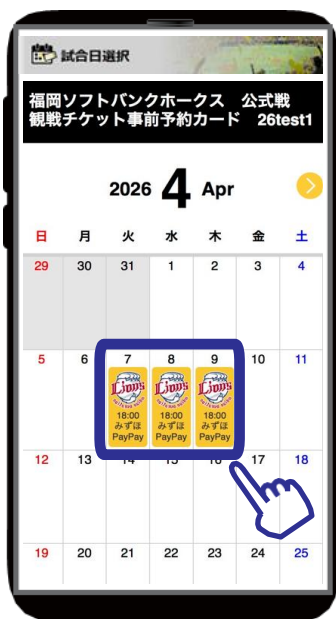 試合日選択
福岡ソフトバンクホークス 公式戦
観戦チケット事前予約カード 26test1
2026 4 Apr
日 月 火 水 木 金 土
29 30 31 1 2 3 4
5 6 7 8 9 10 11
Lions Lions Lions
18:00 18:00 18:00
みずほ みずほ みずほ
PayPay PayPay PayPay
12 13 14 15 16 17 18
19 20 21 22 23 24 25